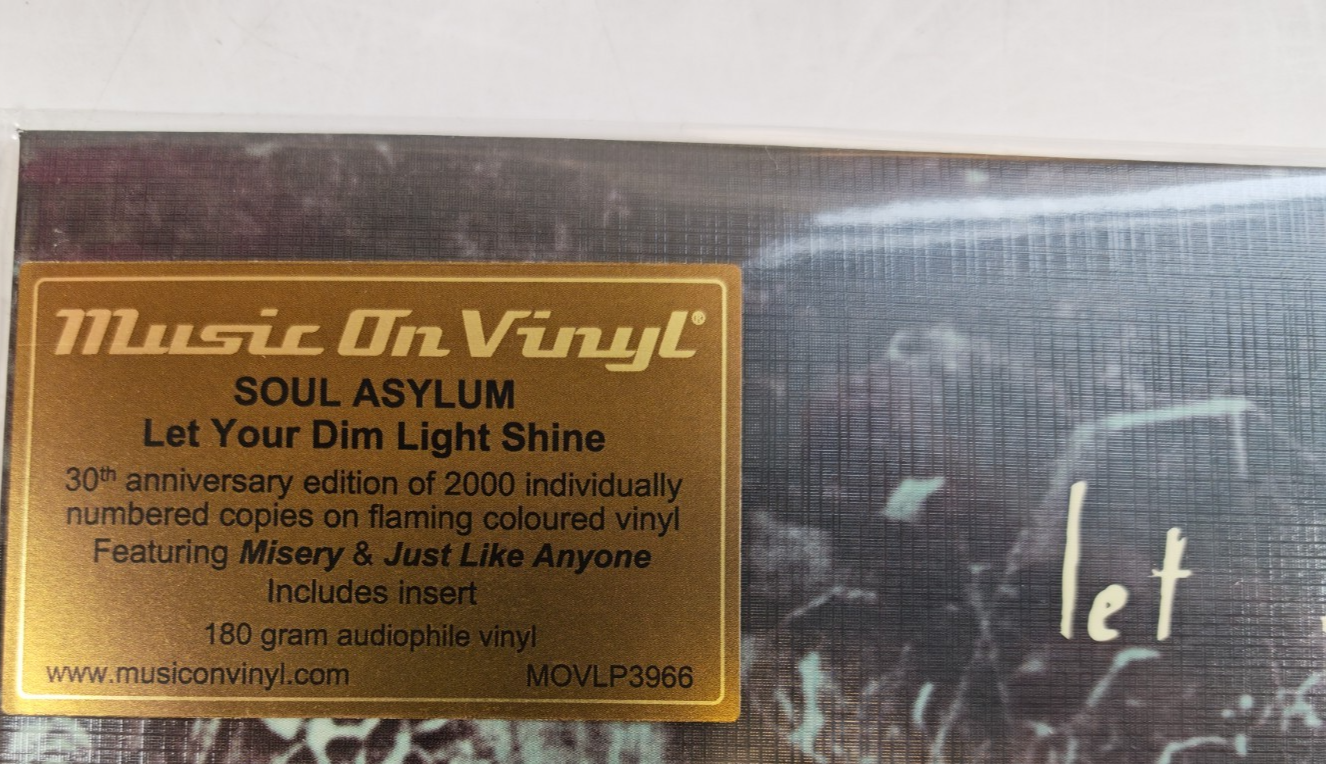 Music On Vinyl®
SOUL ASYLUM
Let Your Dim Light Shine
30th anniversary edition of 2000 individually
numbered copies on flaming coloured vinyl
Featuring Misery & Just Like Anyone
Includes insert
180 gram audiophile vinyl
www.musiconvinyl.com MOVLP3966
let